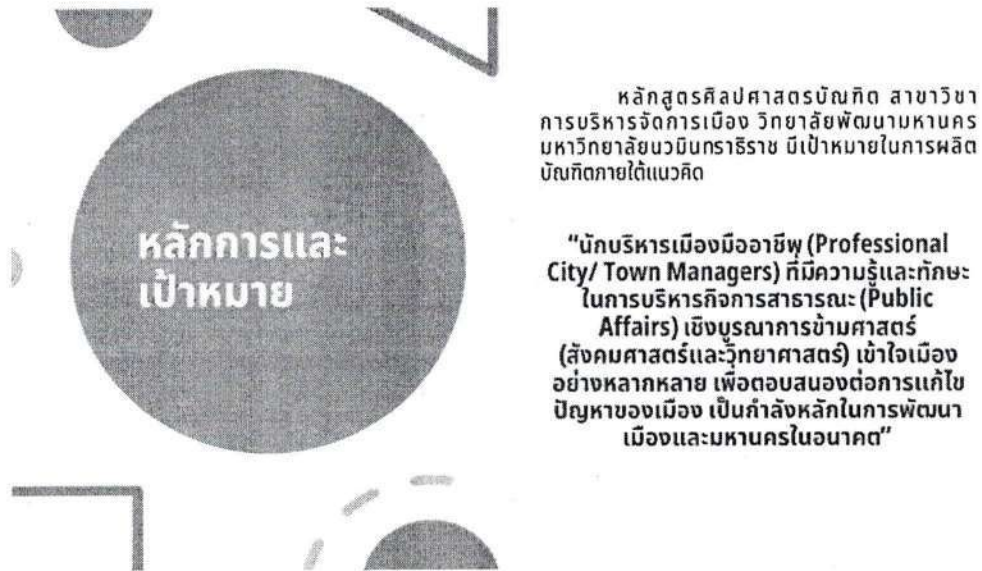 หลักการและ
เป้าหมาย
หลักสูตรศิลปศาสตรบัณฑิต สาขาวิชา
การบริหารจัดการเมือง วิทยาลัยพัฒนามหานคร
มหาวิทยาลัยนวมินทราธิราช มีเป้าหมายในการผลิต
บัณฑิตภายใต้แนวคิด
“นักบริหารเมืองมืออาชีพ (Professional
City/ Town Managers) ที่มีความรู้และทักษะ
ในการบริหารกิจการสาธารณะ (Public
Affairs) เชิงบูรณาการข้ามศาสตร์
(สังคมศาสตร์และวิทยาศาสตร์) เข้าใจเมือง
อย่างหลากหลาย เพื่อตอบสนองต่อการแก้ไข
ปัญหาของเมือง เป็นกำลังหลักในการพัฒนา
เมืองและมหานครในอนาคต”